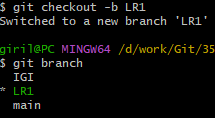 $ git checkout -b LR1
Switched to a new branch 'LR1'
giril@PC MINGW64 /d/work/Git/35
$ git branch
  IGI
* LR1
  main